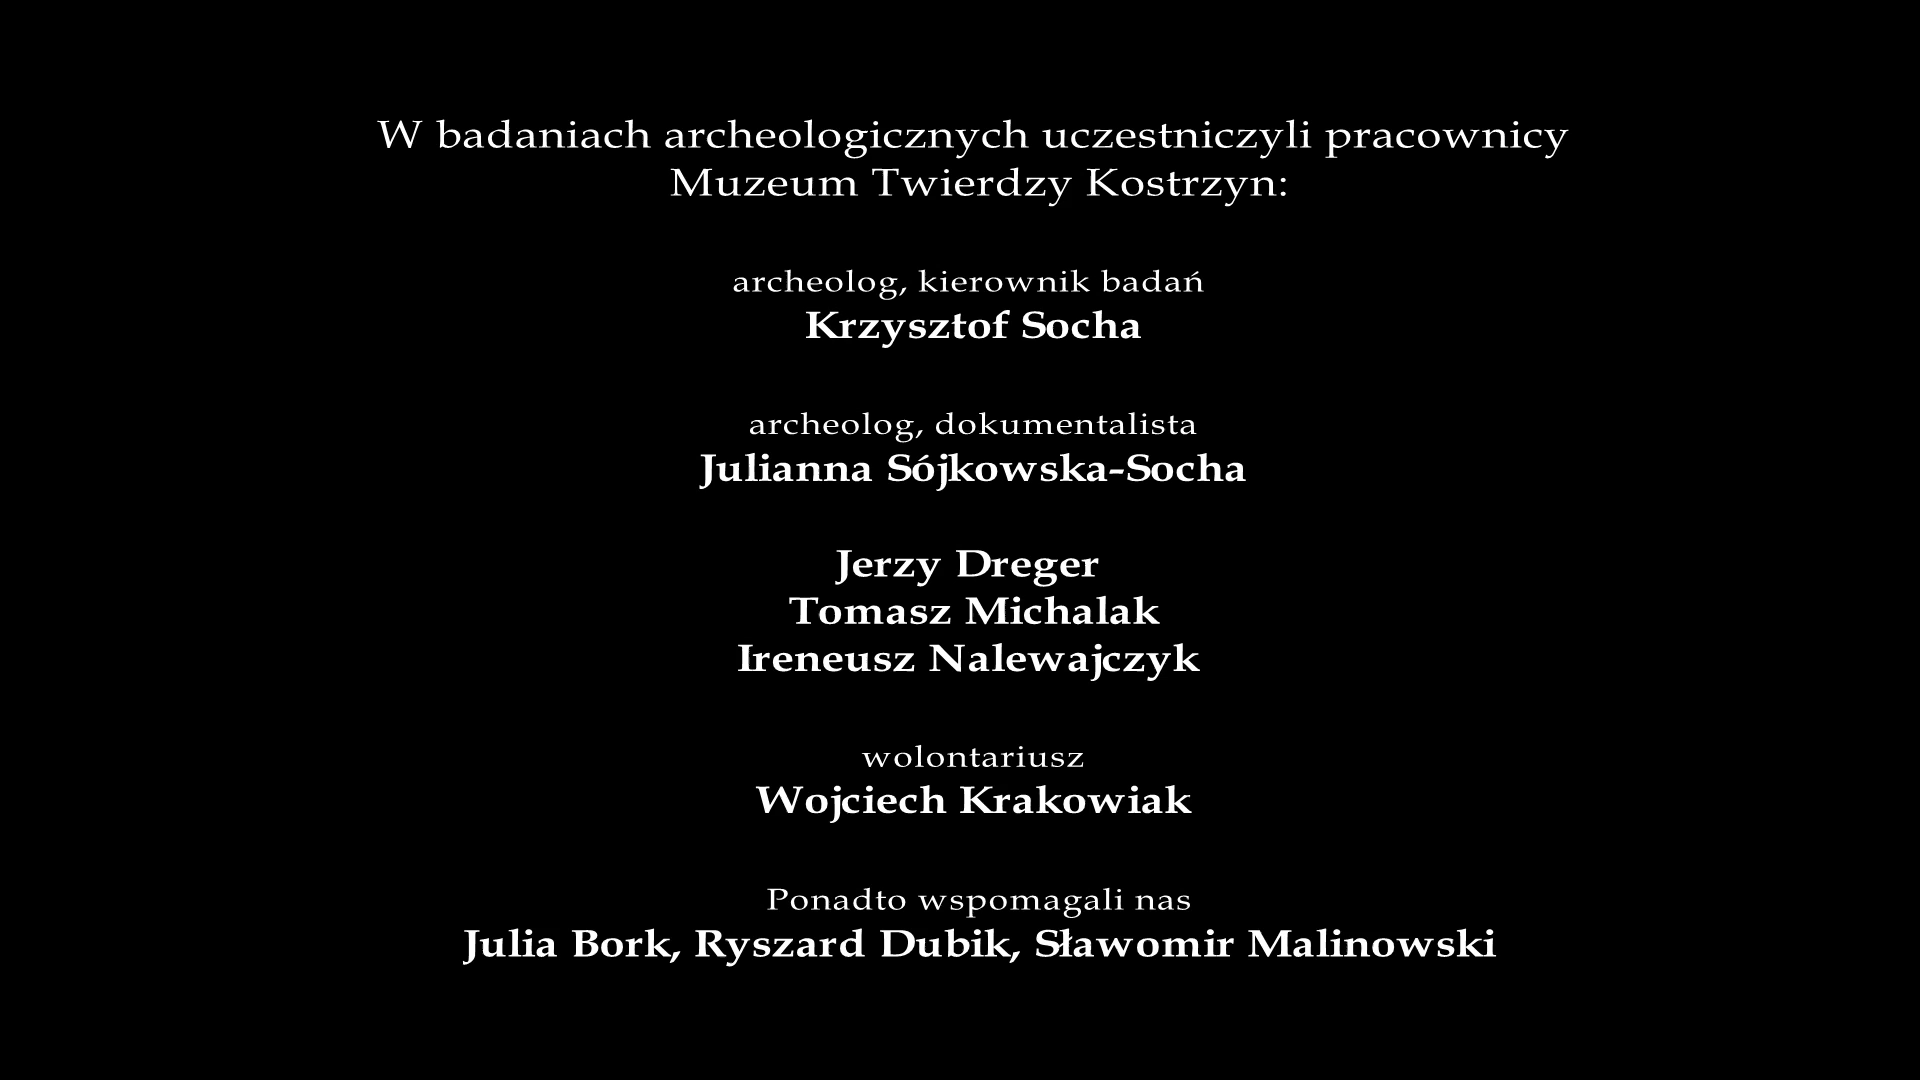 W badaniach archeologicznych uczestniczyli pracownicy
Muzeum Twierdzy Kostrzyn:
archeolog, kierownik badań
Krzysztof Socha
archeolog, dokumentalista
Julianna Sójkowska-Socha
Jerzy Dreger
Tomasz Michalak
Ireneusz Nalewajczyk
wolontariusz
Wojciech Krakowiak
Ponadto wspomagali nas
Julia Bork, Ryszard Dubik, Sławomir Malinowski